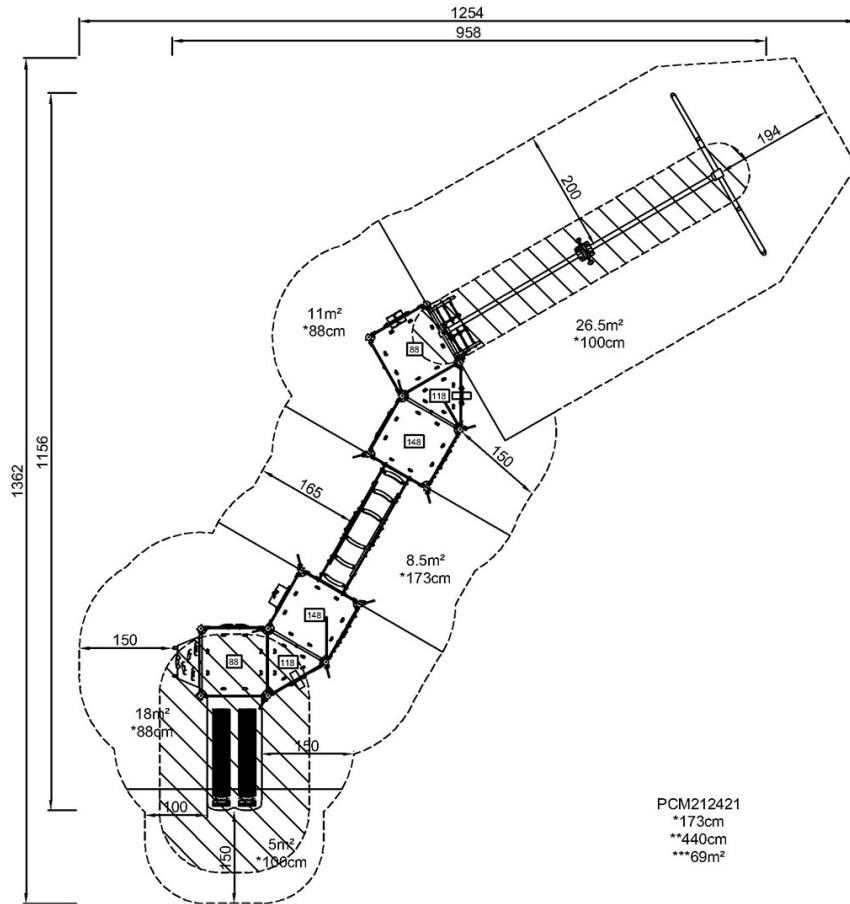 1254
958
194
200
11m²
*88cm
26.5m²
*100cm
88
118
148
150
1362
1156
165
8.5m²
*173cm
148
150
88
118
18m²
*88cm
150
100
5m²
*100cm
150
PCM212421
*173cm
**440cm
***69m²